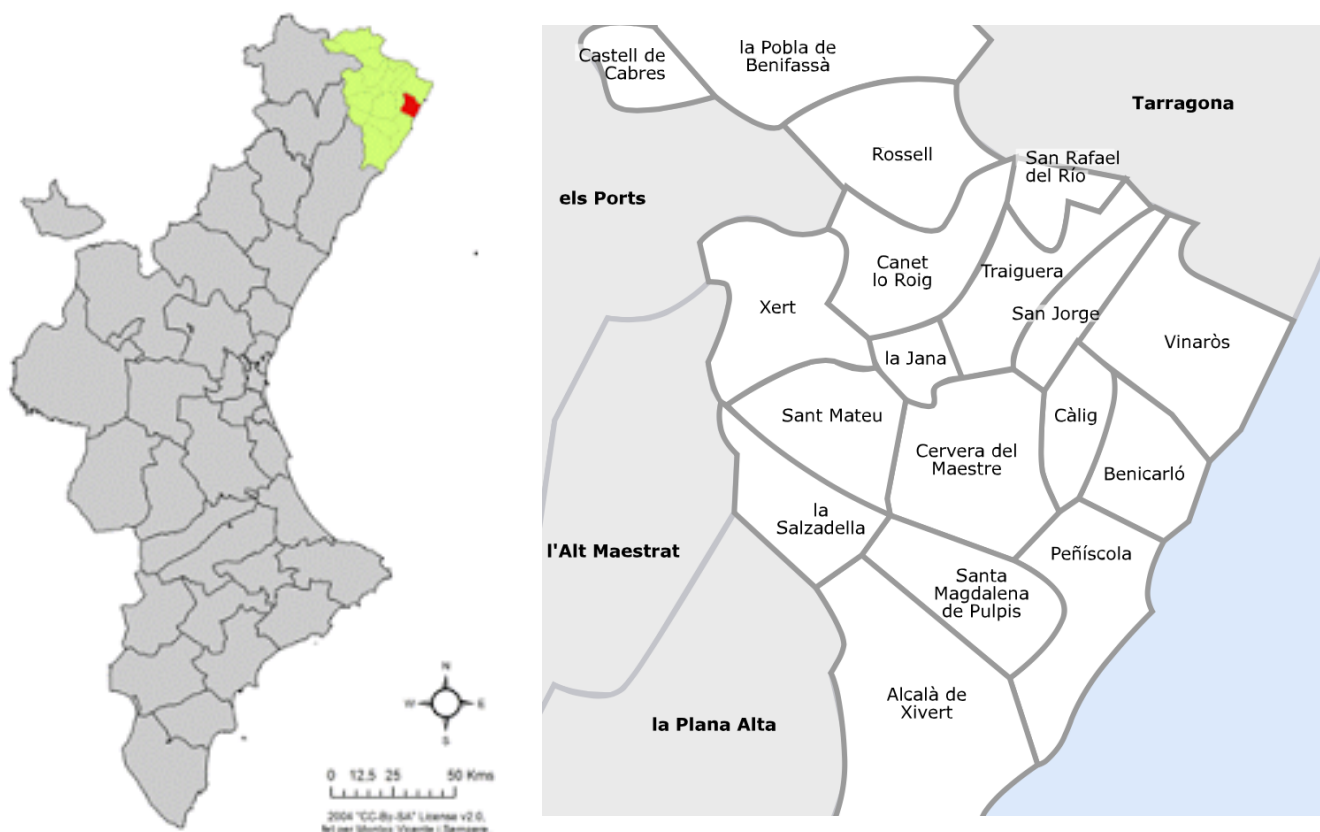 N
W
E
S
0 12,5 25 50 Kms
2004 "CC-By-SA" License v2.0,
Castell de
Cabres
la Pobla de
Benifassà
Tarragona
Rossell
San Rafael
del Río
els Ports
Canet
lo Roig
Traiguera
Xert
San Jorge
Vinaròs
la Jana
Sant Mateu
Càlig
Cervera del
Maestre
Benicarló
la
Salzadella
l'Alt Maestrat
Peñíscola
Santa
Magdalena
de Pulpis
Alcalà de
Xivert
la Plana Alta